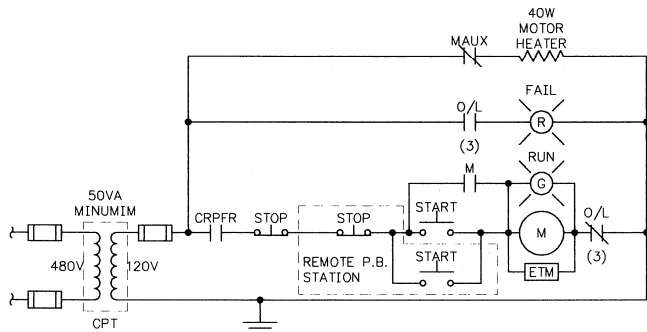 40W
MOTOR
HEATER
MAUX
FAIL
O/L
R
(3)
RUN
M
G
50VA
MINUMIM
CRPFR
STOP
STOP
START
O/L
M
(3)
480V
120V
REMOTE P.B.
STATION
START
ETM
CPT